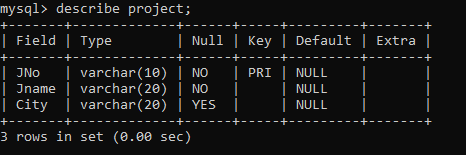 mysql> describe project;
+-------+-------------+------+-----+---------+-------+
| Field | Type        | Null | Key | Default | Extra |
+-------+-------------+------+-----+---------+-------+
| JNo   | varchar(10) | NO   | PRI | NULL    |       |
| Jname | varchar(20) | NO   |     | NULL    |       |
| City  | varchar(20) | YES  |     | NULL    |       |
+-------+-------------+------+-----+---------+-------+
3 rows in set (0.00 sec)